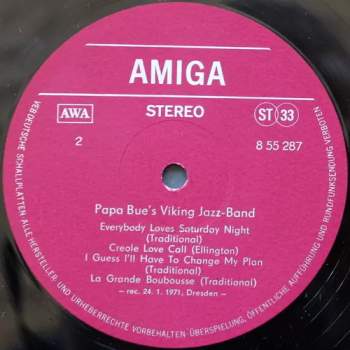 AMIGA
AWA
STEREO
ST 33
2
8 55 287
Papa Bue's Viking Jazz-Band
Everybody Loves Saturday Night
(Traditional)
Creole Love Call (Ellington)
I Guess I'll Have To Change My Plan
(Traditional)
La Grande Boubousse (Traditional)
– rec. 24. 1. 1971, Dresden –
VEB DEUTSCHE SCHALLPLATTEN ALLE HERSTELLER- UND URHEBERRECHTE VORBEHALTEN ÜBERSPIELUNG, ÖFFENTLICHE AUFFÜHRUNG UND RUNDFUNKSENDUNG VERBOTEN